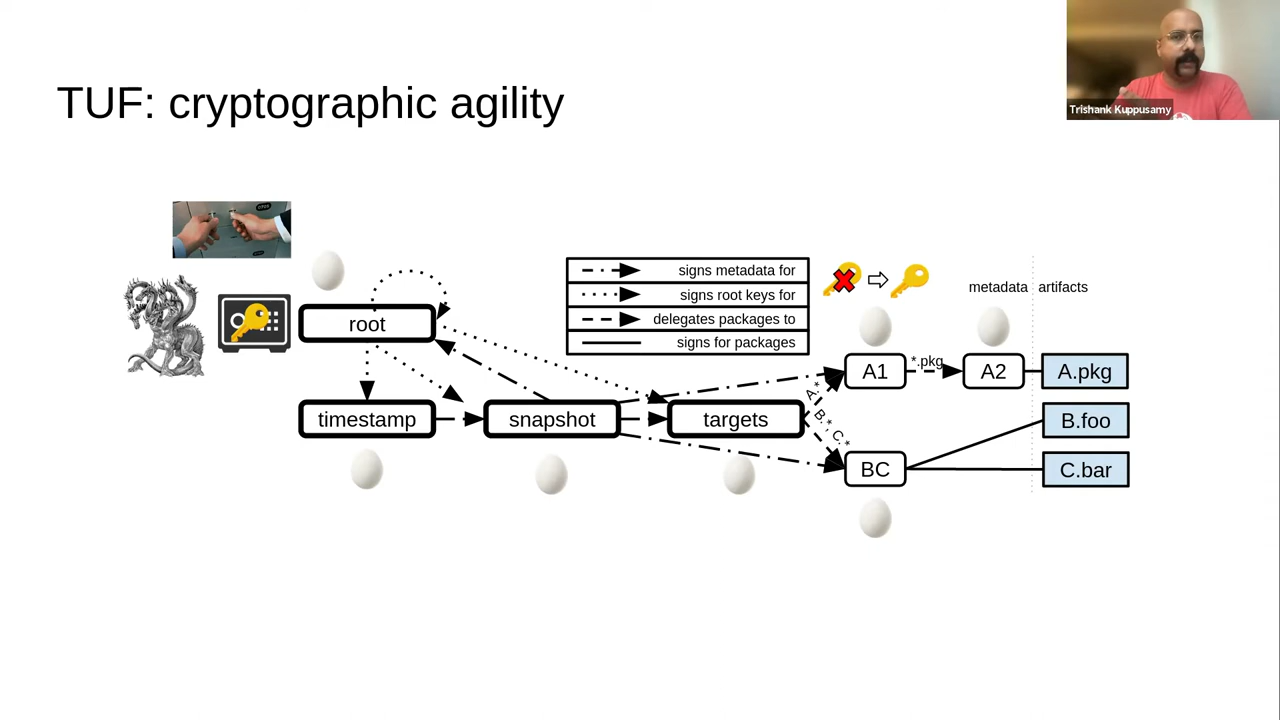 TUF: cryptographic agility
Trishank Kuppusamy
signs metadata for
signs root keys for
delegates packages to
signs for packages
metadata
artifacts
root
timestamp
snapshot
targets
A.*
B.*, C.*
A1
*.pkg
A2
A.pkg
B.foo
BC
C.bar